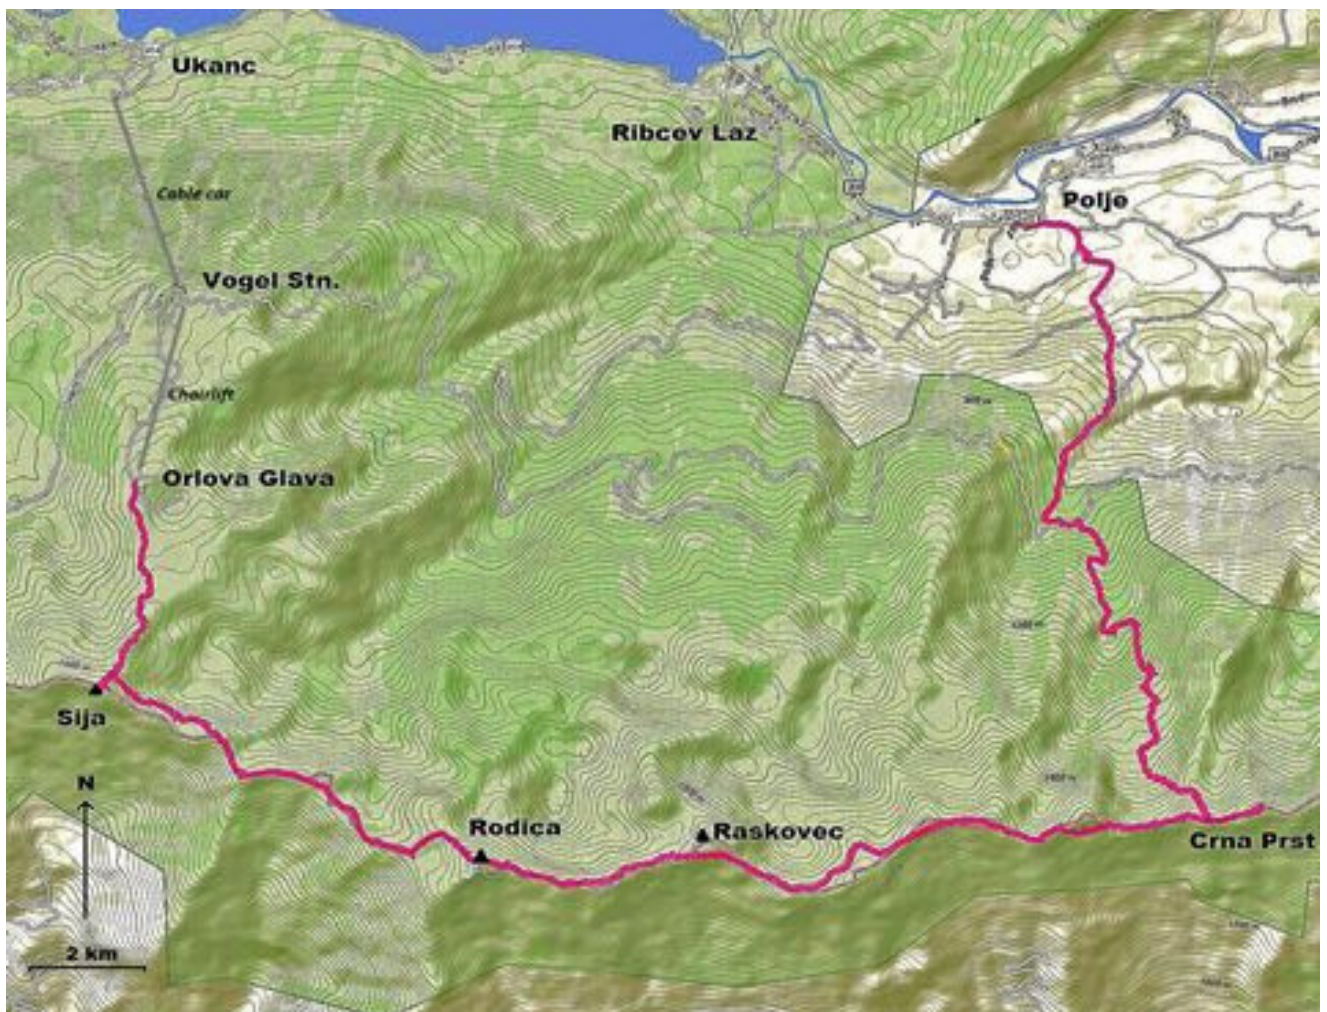 Ukanc
Ribcev Laz
Cable car
Polje
Vogel Stn.
Chairlift
Orlova Glava
Sija
N
Rodica
Raskovec
Crna Prst
2 km